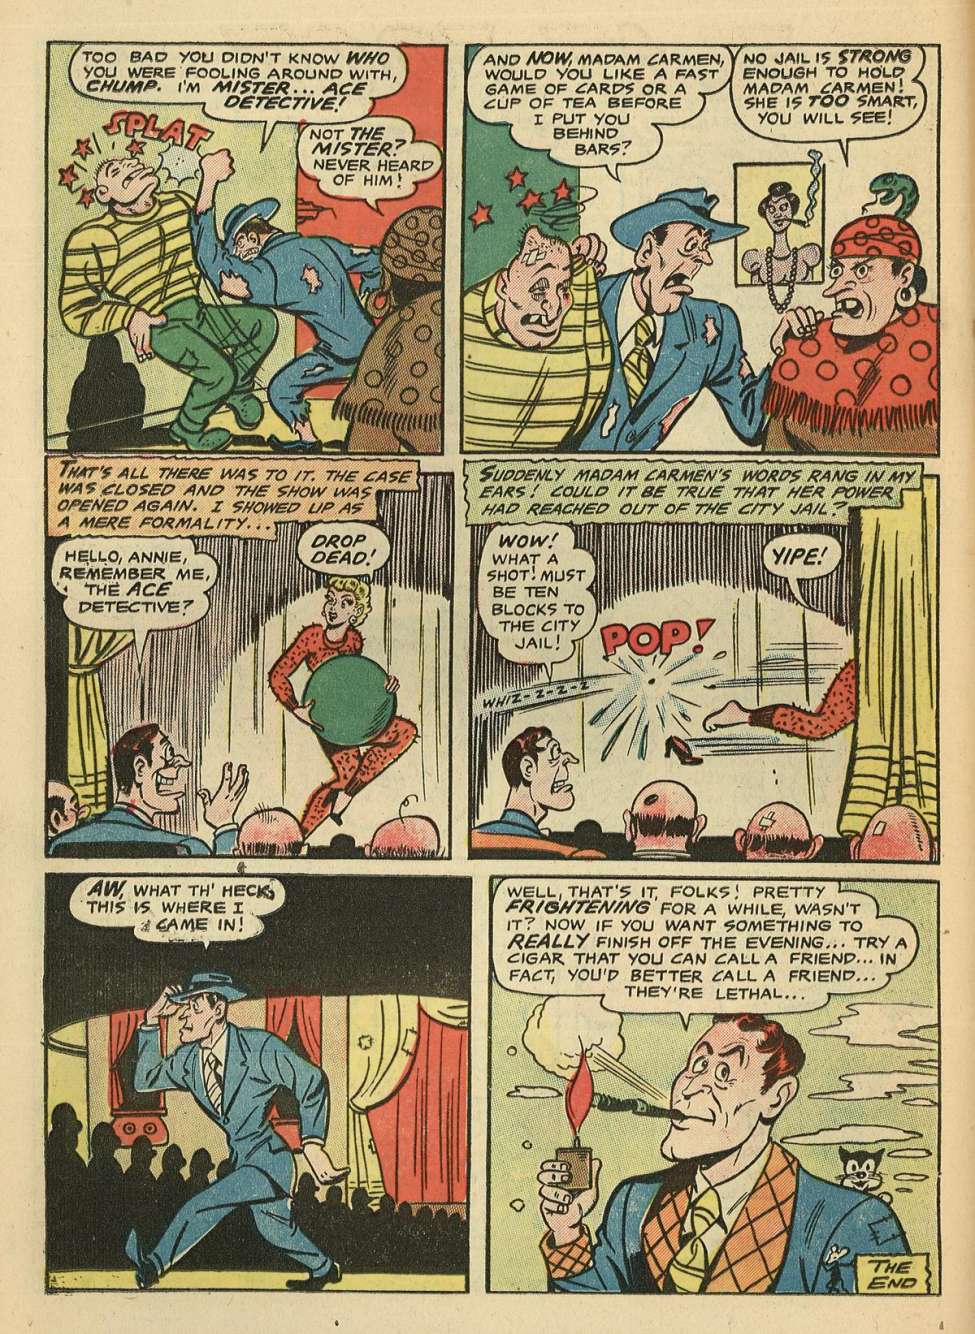 TOO BAD YOU DIDN'T KNOW WHO
YOU WERE FOOLING AROUND WITH,
CHUMP. I'M MISTER... ACE
DETECTIVE!
SPLAT
NOT THE
MISTER?
NEVER HEARD
OF HIM!
AND NOW, MADAM CARMEN,
WOULD YOU LIKE A FAST
GAME OF CARDS OR A
CUP OF TEA BEFORE
I PUT YOU
BEHIND
BARS?
NO JAIL IS STRONG
ENOUGH TO HOLD
MADAM CARMEN!
SHE IS TOO SMART,
YOU WILL SEE!
THAT'S ALL THERE WAS TO IT. THE CASE
WAS CLOSED AND THE SHOW WAS
OPENED AGAIN. I SHOWED UP AS
A MERE FORMALITY...
HELLO, ANNIE,
REMEMBER ME,
THE ACE
DETECTIVE?
DROP
DEAD!
SUDDENLY MADAM CARMEN'S WORDS RANG IN MY
EARS! COULD IT BE TRUE THAT HER POWER
HAD REACHED OUT OF THE CITY JAIL?
WOW!
WHAT A
SHOT! MUST
BE TEN
BLOCKS TO
THE CITY
JAIL!
YIPE!
POP!
WHIZ-Z-Z-Z-Z
AW, WHAT TH' HECK,
THIS IS WHERE I
CAME IN!
WELL, THAT'S IT, FOLKS! PRETTY
FRIGHTENING FOR A WHILE, WASN'T
IT? NOW IF YOU WANT SOMETHING TO
REALLY FINISH OFF THE EVENING... TRY A
CIGAR THAT YOU CAN CALL A FRIEND... IN
FACT, YOU'D BETTER CALL A FRIEND...
THEY'RE LETHAL...
THE
END